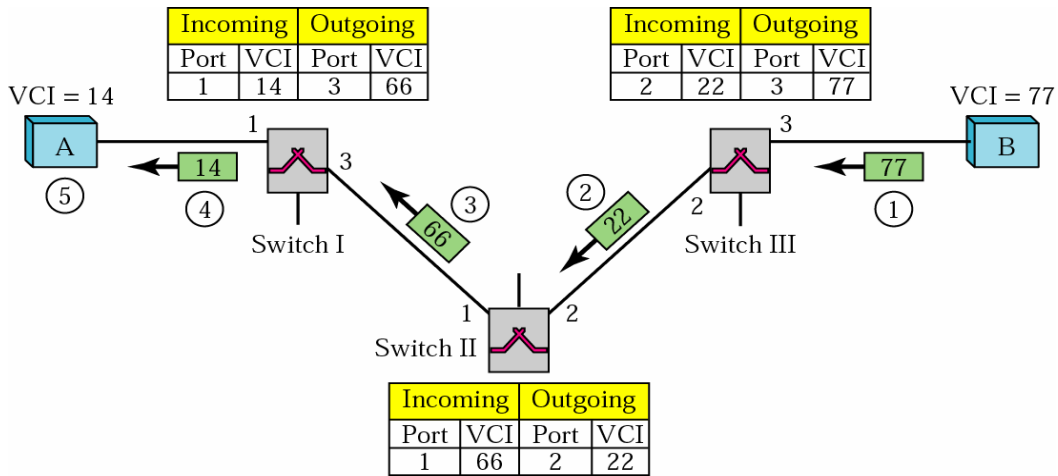 Incoming Outgoing
Port VCI Port VCI
1 14 3 66
Incoming Outgoing
Port VCI Port VCI
2 22 3 77
VCI = 14
VCI = 77
A
1
3
B
14
3
77
5
4
3
66
2
22
2
1
Switch I
Switch III
1
2
Switch II
Incoming Outgoing
Port VCI Port VCI
1 66 2 22